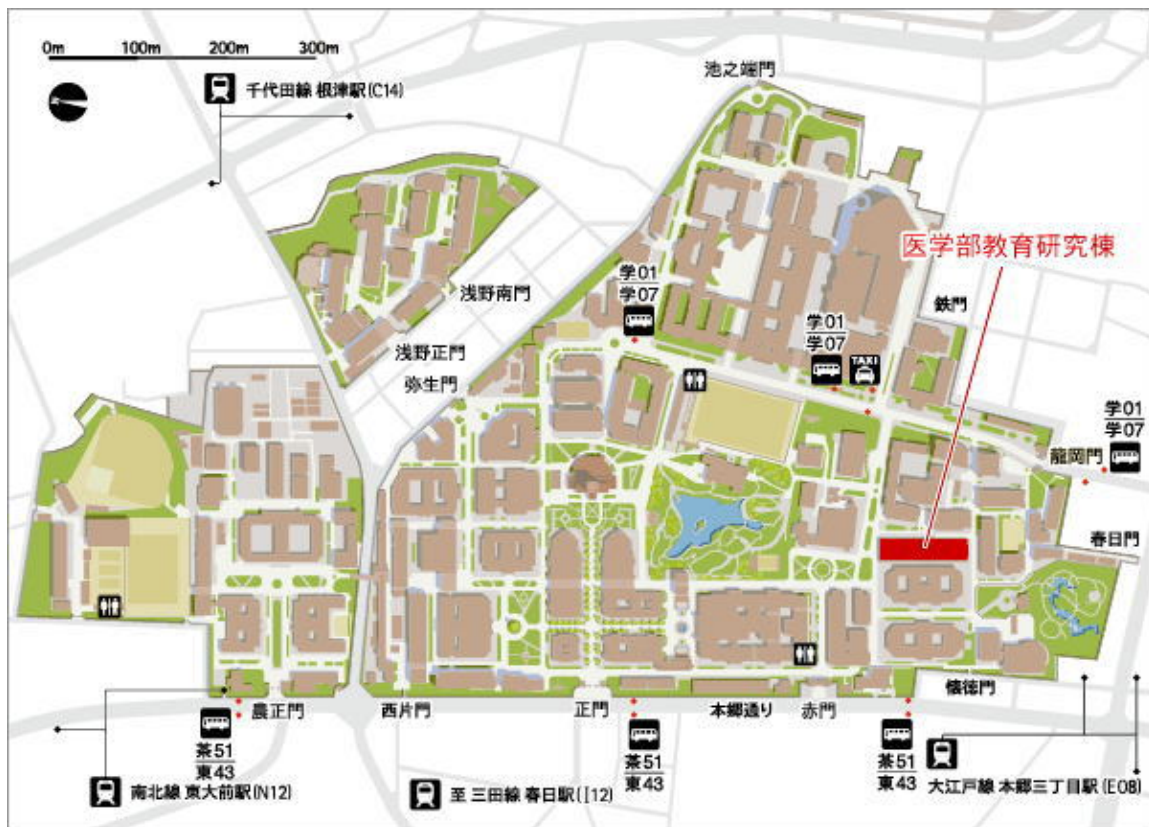 0m 100m 200m 300m
千代田線 根津駅(C14)
池之端門
医学部教育研究棟
鉄門
浅野南門
学01
学07
学01
学07
TAXI
浅野正門
弥生門
学01
学07
龍岡門
春日門
懐徳門
農正門
西片門
正門
本郷通り
赤門
茶51
東43
茶51
東43
茶51
東43
南北線 東大前駅(N12)
至 三田線 春日駅(I12)
大江戸線 本郷三丁目駅(E08)